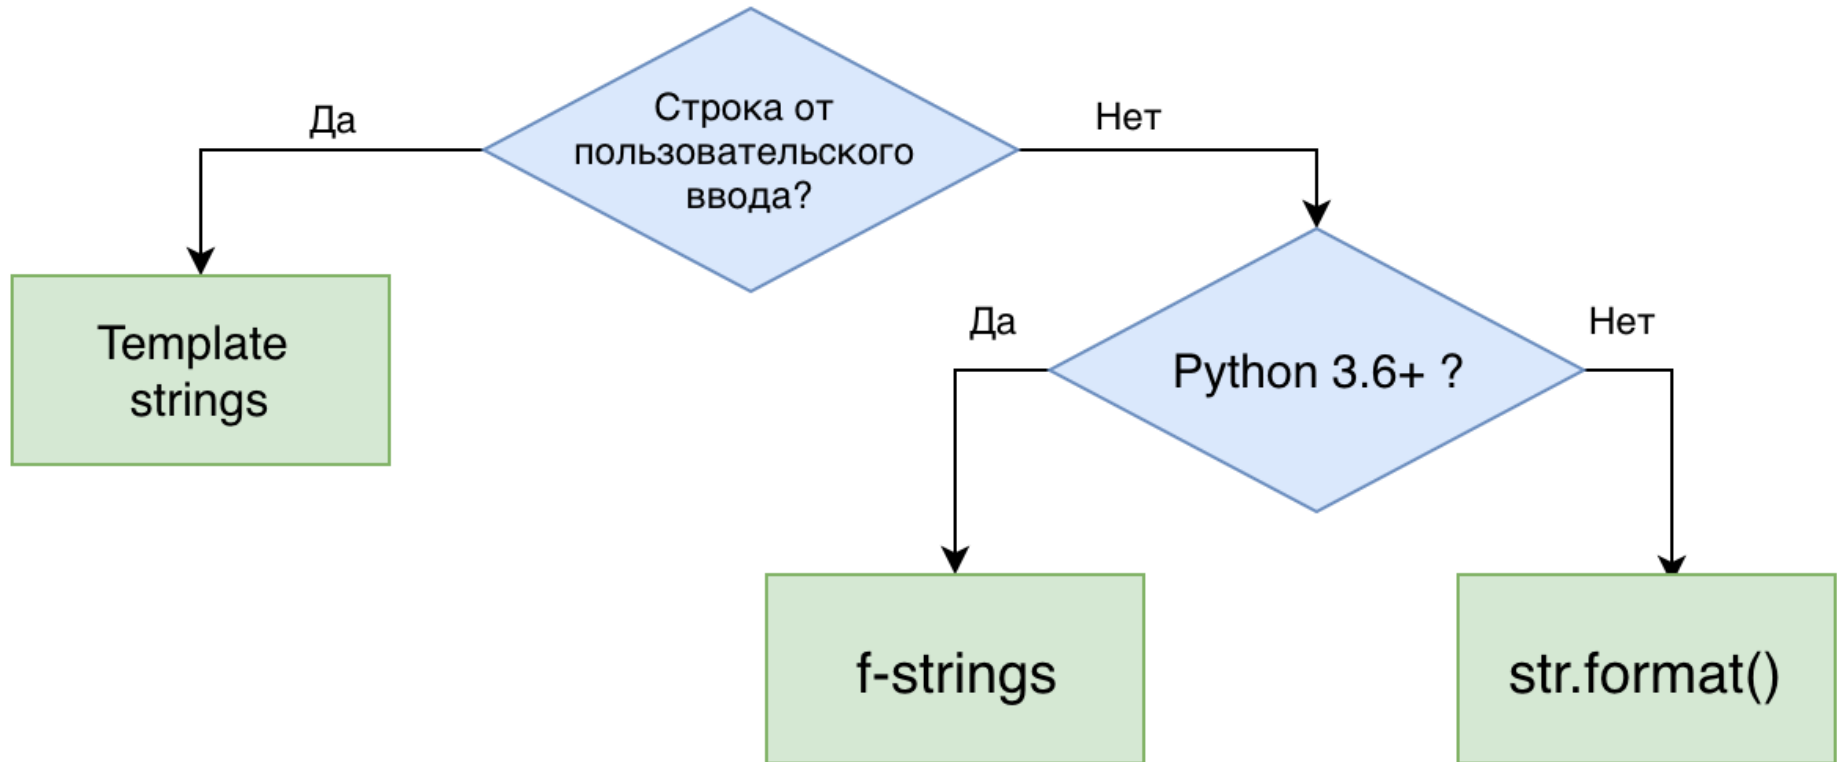 Строка от
пользовательского
ввода?
Да
Нет
Template
strings
Python 3.6+ ?
Да
Нет
f-strings
str.format()